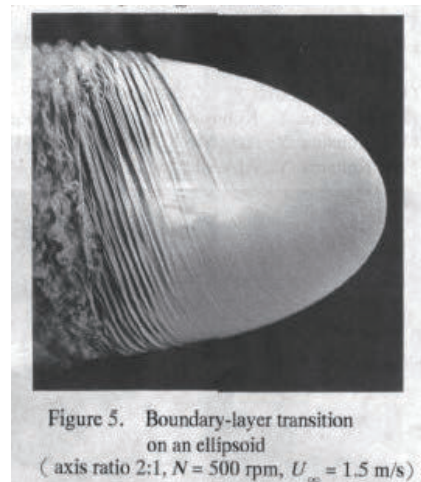 Figure 5. Boundary-layer transition
on an ellipsoid
( axis ratio 2:1, N = 500 rpm, U∞ = 1.5 m/s)